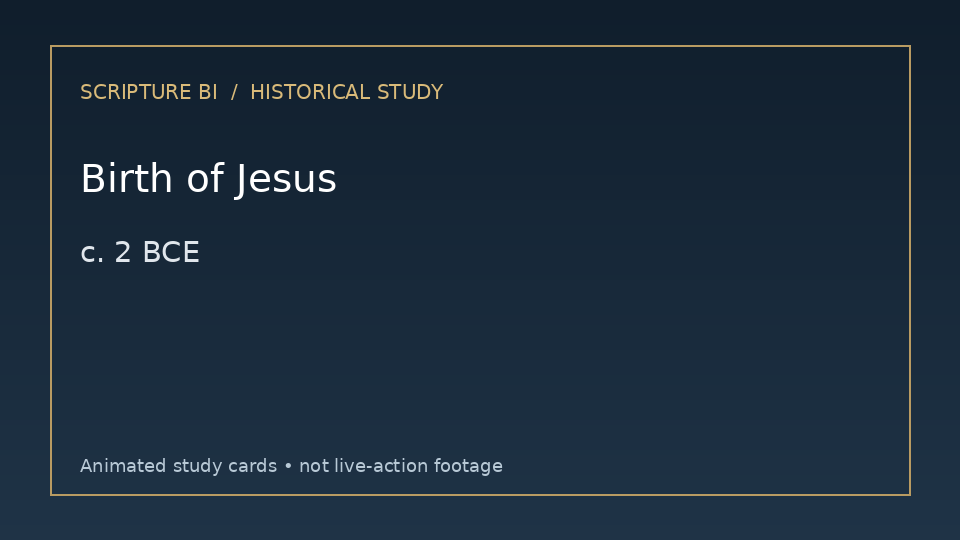 SCRIPTURE BI / HISTORICAL STUDY
Birth of Jesus
c. 2 BCE
Animated study cards • not live-action footage